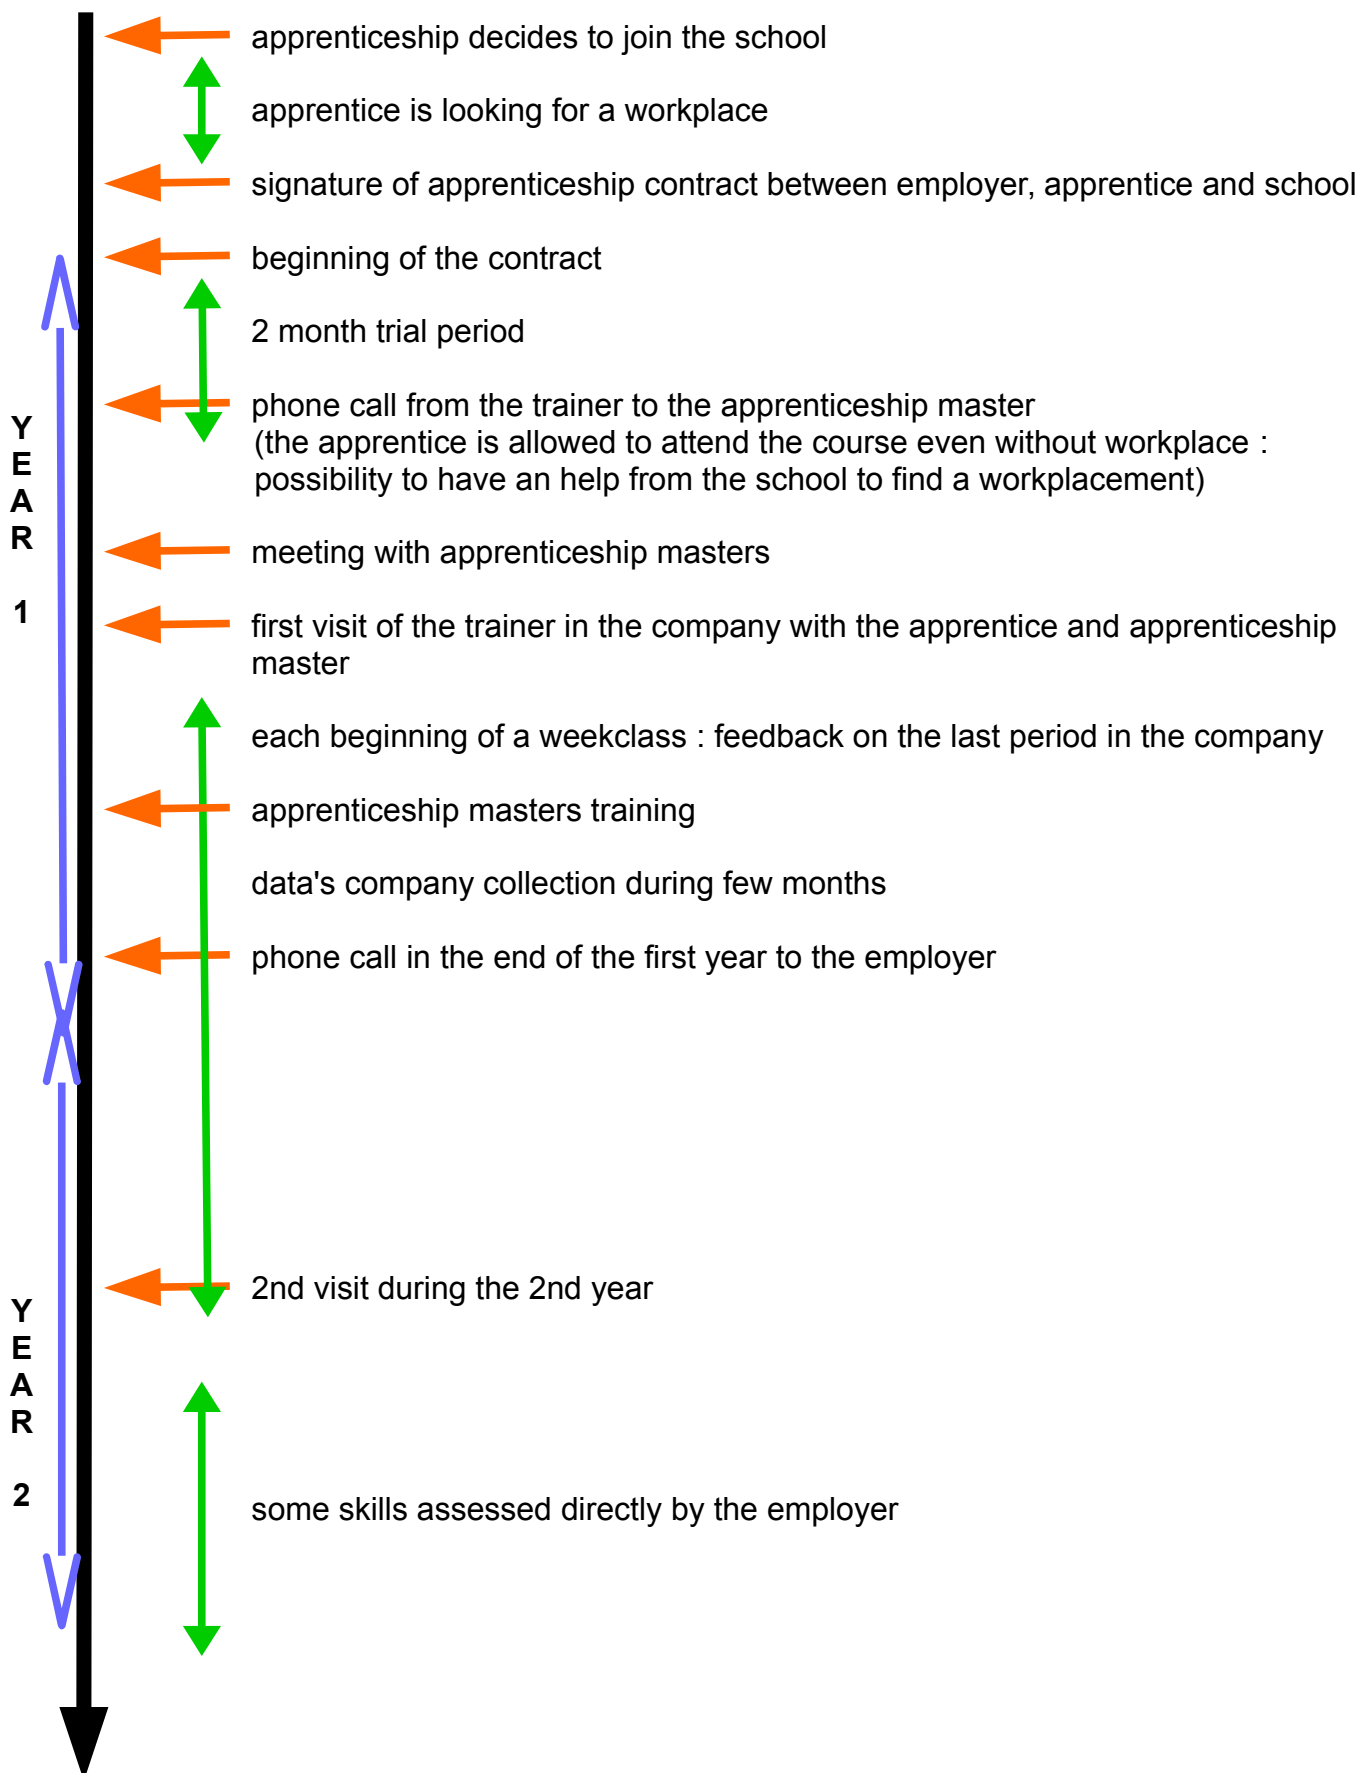 apprenticeship decides to join the school
apprentice is looking for a workplace
signature of apprenticeship contract between employer, apprentice and school
beginning of the contract
2 month trial period
phone call from the trainer to the apprenticeship master
(the apprentice is allowed to attend the course even without workplace :
possibility to have an help from the school to find a workplacement)
YEAR 1
meeting with apprenticeship masters
first visit of the trainer in the company with the apprentice and apprenticeship
master
each beginning of a weekclass : feedback on the last period in the company
apprenticeship masters training
data's company collection during few months
phone call in the end of the first year to the employer
2nd visit during the 2nd year
YEAR 2
some skills assessed directly by the employer